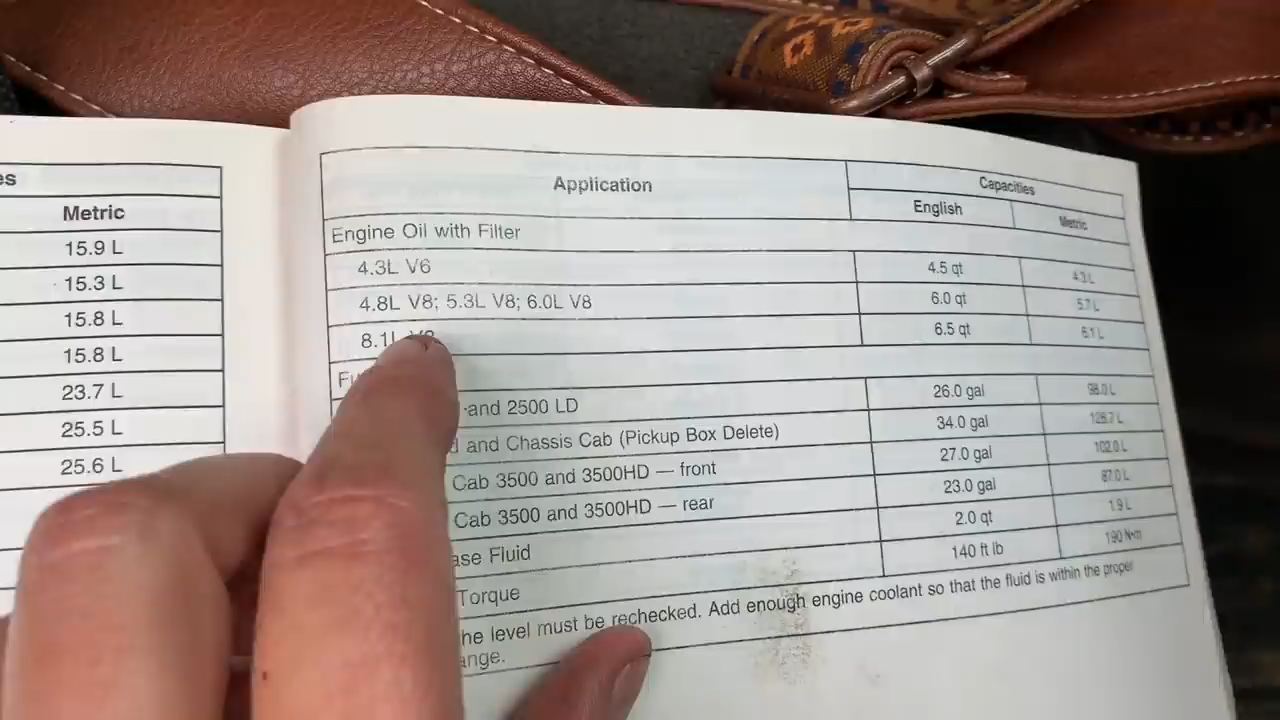 es
Metric
15.9 L
15.3 L
15.8 L
15.8 L
23.7 L
25.5 L
25.6 L
Application
Capacities
English
Metric
Engine Oil with Filter
4.3L V6
4.5 qt
4.3 L
4.8L V8; 5.3L V8; 6.0L V8
6.0 qt
5.7 L
8.1L V8
6.5 qt
6.1 L
and 2500 LD
26.0 gal
98.0 L
and Chassis Cab (Pickup Box Delete)
34.0 gal
128.7 L
Cab 3500 and 3500HD — front
27.0 gal
102.0 L
Cab 3500 and 3500HD — rear
23.0 gal
87.0 L
ase Fluid
2.0 qt
1.9 L
Torque
140 ft lb
190 N•m
he level must be rechecked. Add enough engine coolant so that the fluid is within the proper
ange.